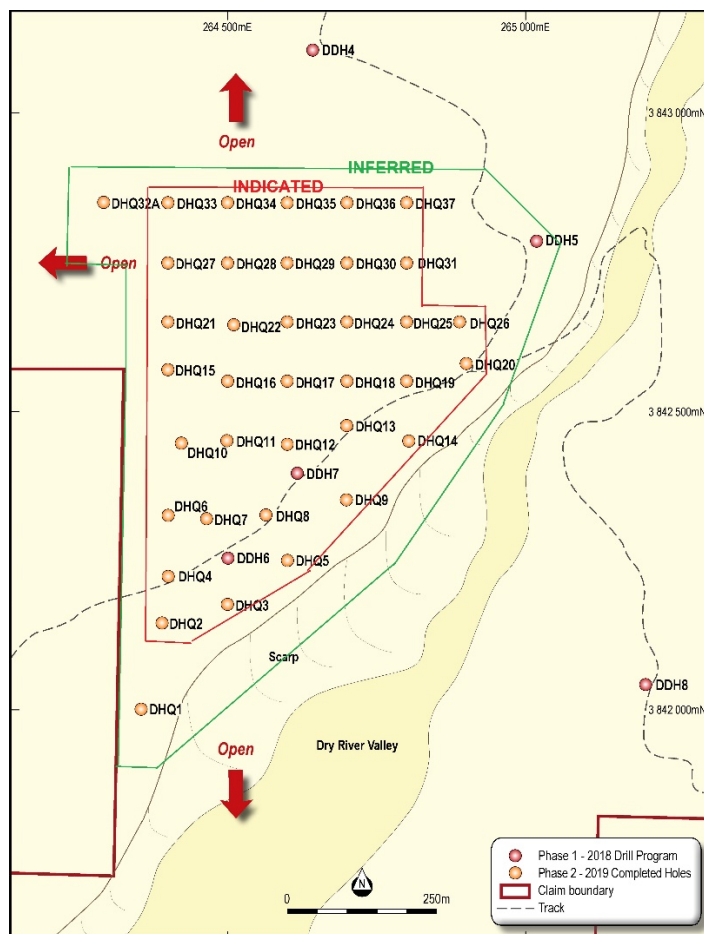 264 500mE
265 000mE
DDH4
3 843 000mN
Open
INFERRED
INDICATED
DHQ32A
DHQ33
DHQ34
DHQ35
DHQ36
DHQ37
DDH5
Open
DHQ27
DHQ28
DHQ29
DHQ30
DHQ31
DHQ21
DHQ22
DHQ23
DHQ24
DHQ25
DHQ26
DHQ15
DHQ16
DHQ17
DHQ18
DHQ19
DHQ20
3 842 500mN
DHQ10
DHQ11
DHQ12
DHQ13
DHQ14
DDH7
DHQ6
DHQ7
DHQ8
DHQ9
DDH6
DHQ5
DHQ4
DHQ3
DHQ2
Scarp
DDH8
DHQ1
3 842 000mN
Open
Dry River Valley
Phase 1 - 2018 Drill Program
Phase 2 - 2019 Completed Holes
Claim boundary
Track
N
0
250m